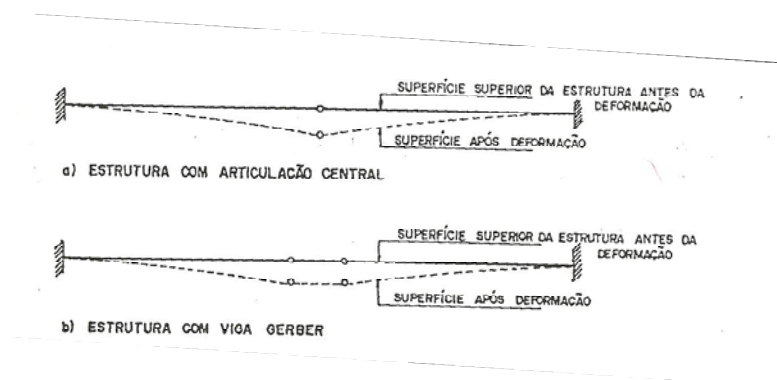 SUPERFÍCIE SUPERIOR DA ESTRUTURA ANTES DA
DEFORMAÇÃO
SUPERFÍCIE APÓS DEFORMAÇÃO
a) ESTRUTURA COM ARTICULAÇÃO CENTRAL
SUPERFÍCIE SUPERIOR DA ESTRUTURA ANTES DA
DEFORMAÇÃO
SUPERFÍCIE APÓS DEFORMAÇÃO
b) ESTRUTURA COM VIGA GERBER